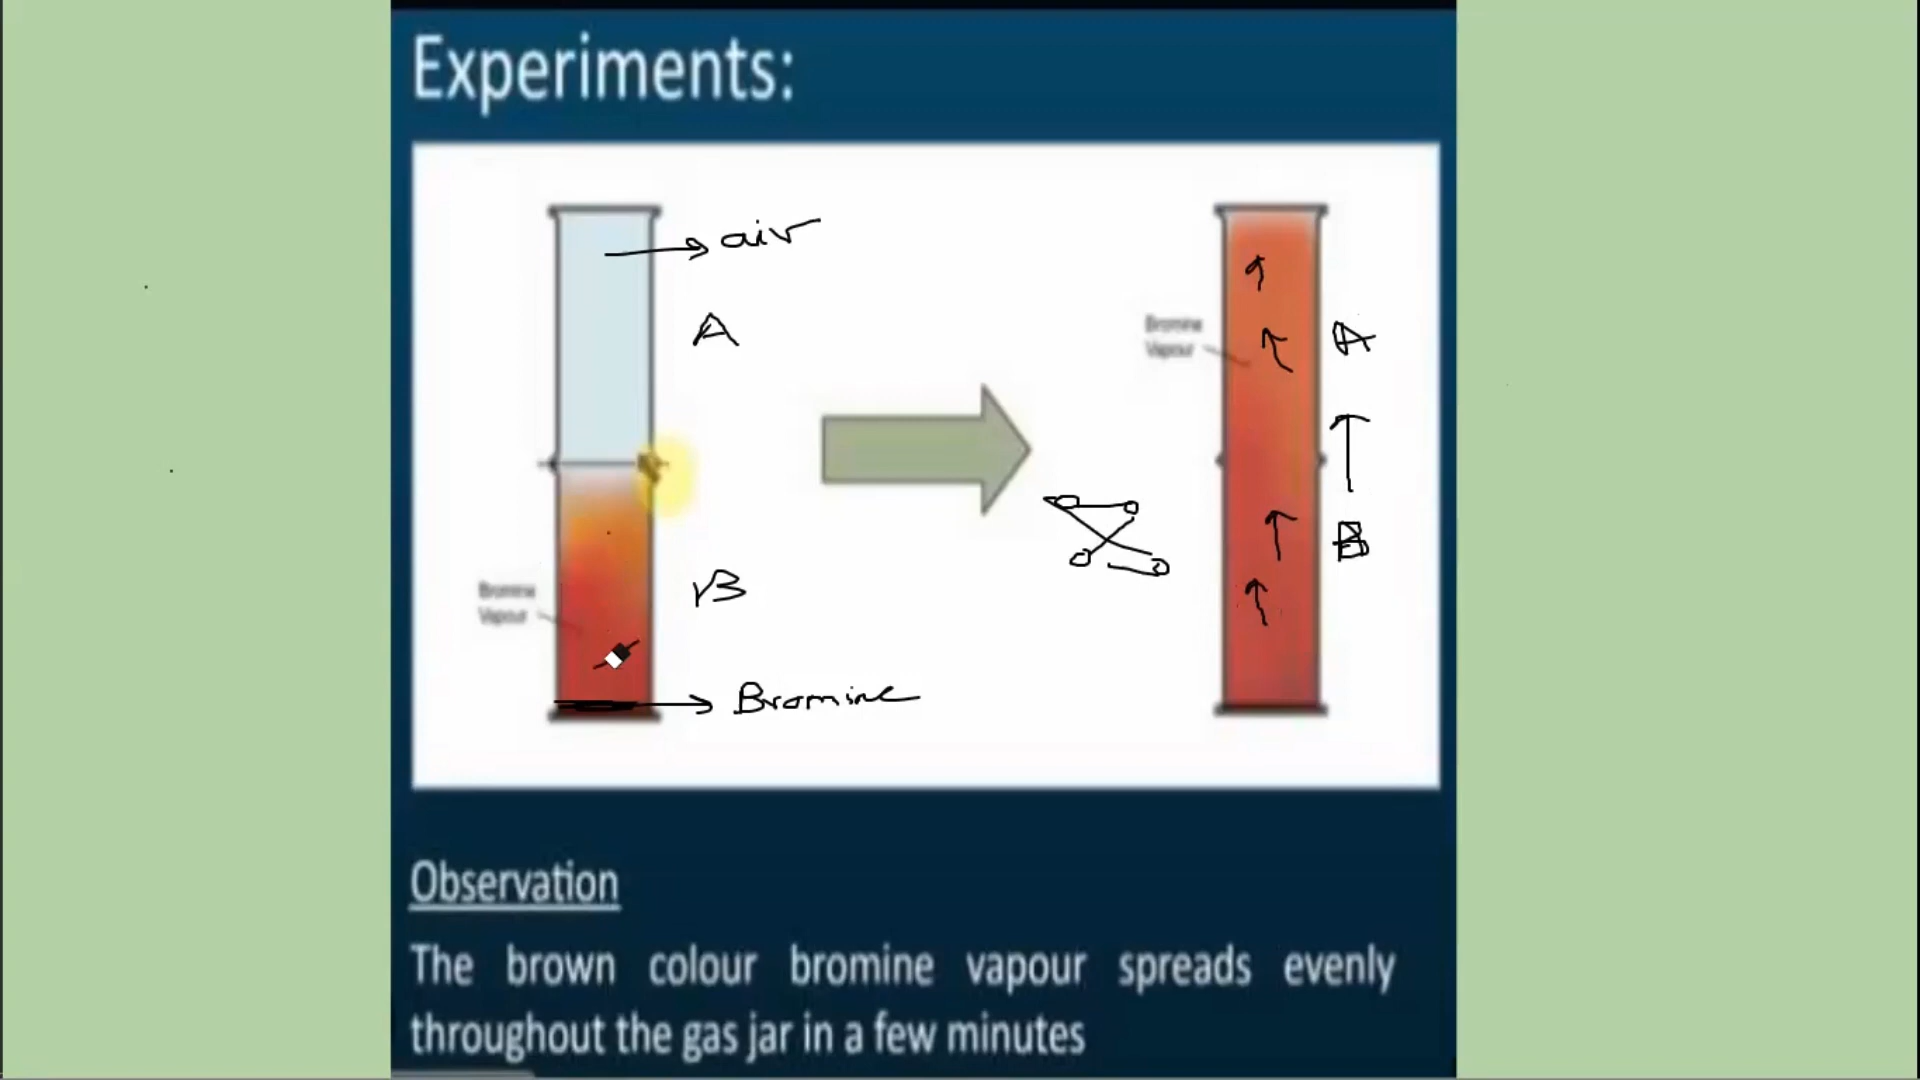 Experiments:
air
A
Bromine
Vapour
A
B
Bromine
Vapour
B
Bromine
Observation
The brown colour bromine vapour spreads evenly
throughout the gas jar in a few minutes